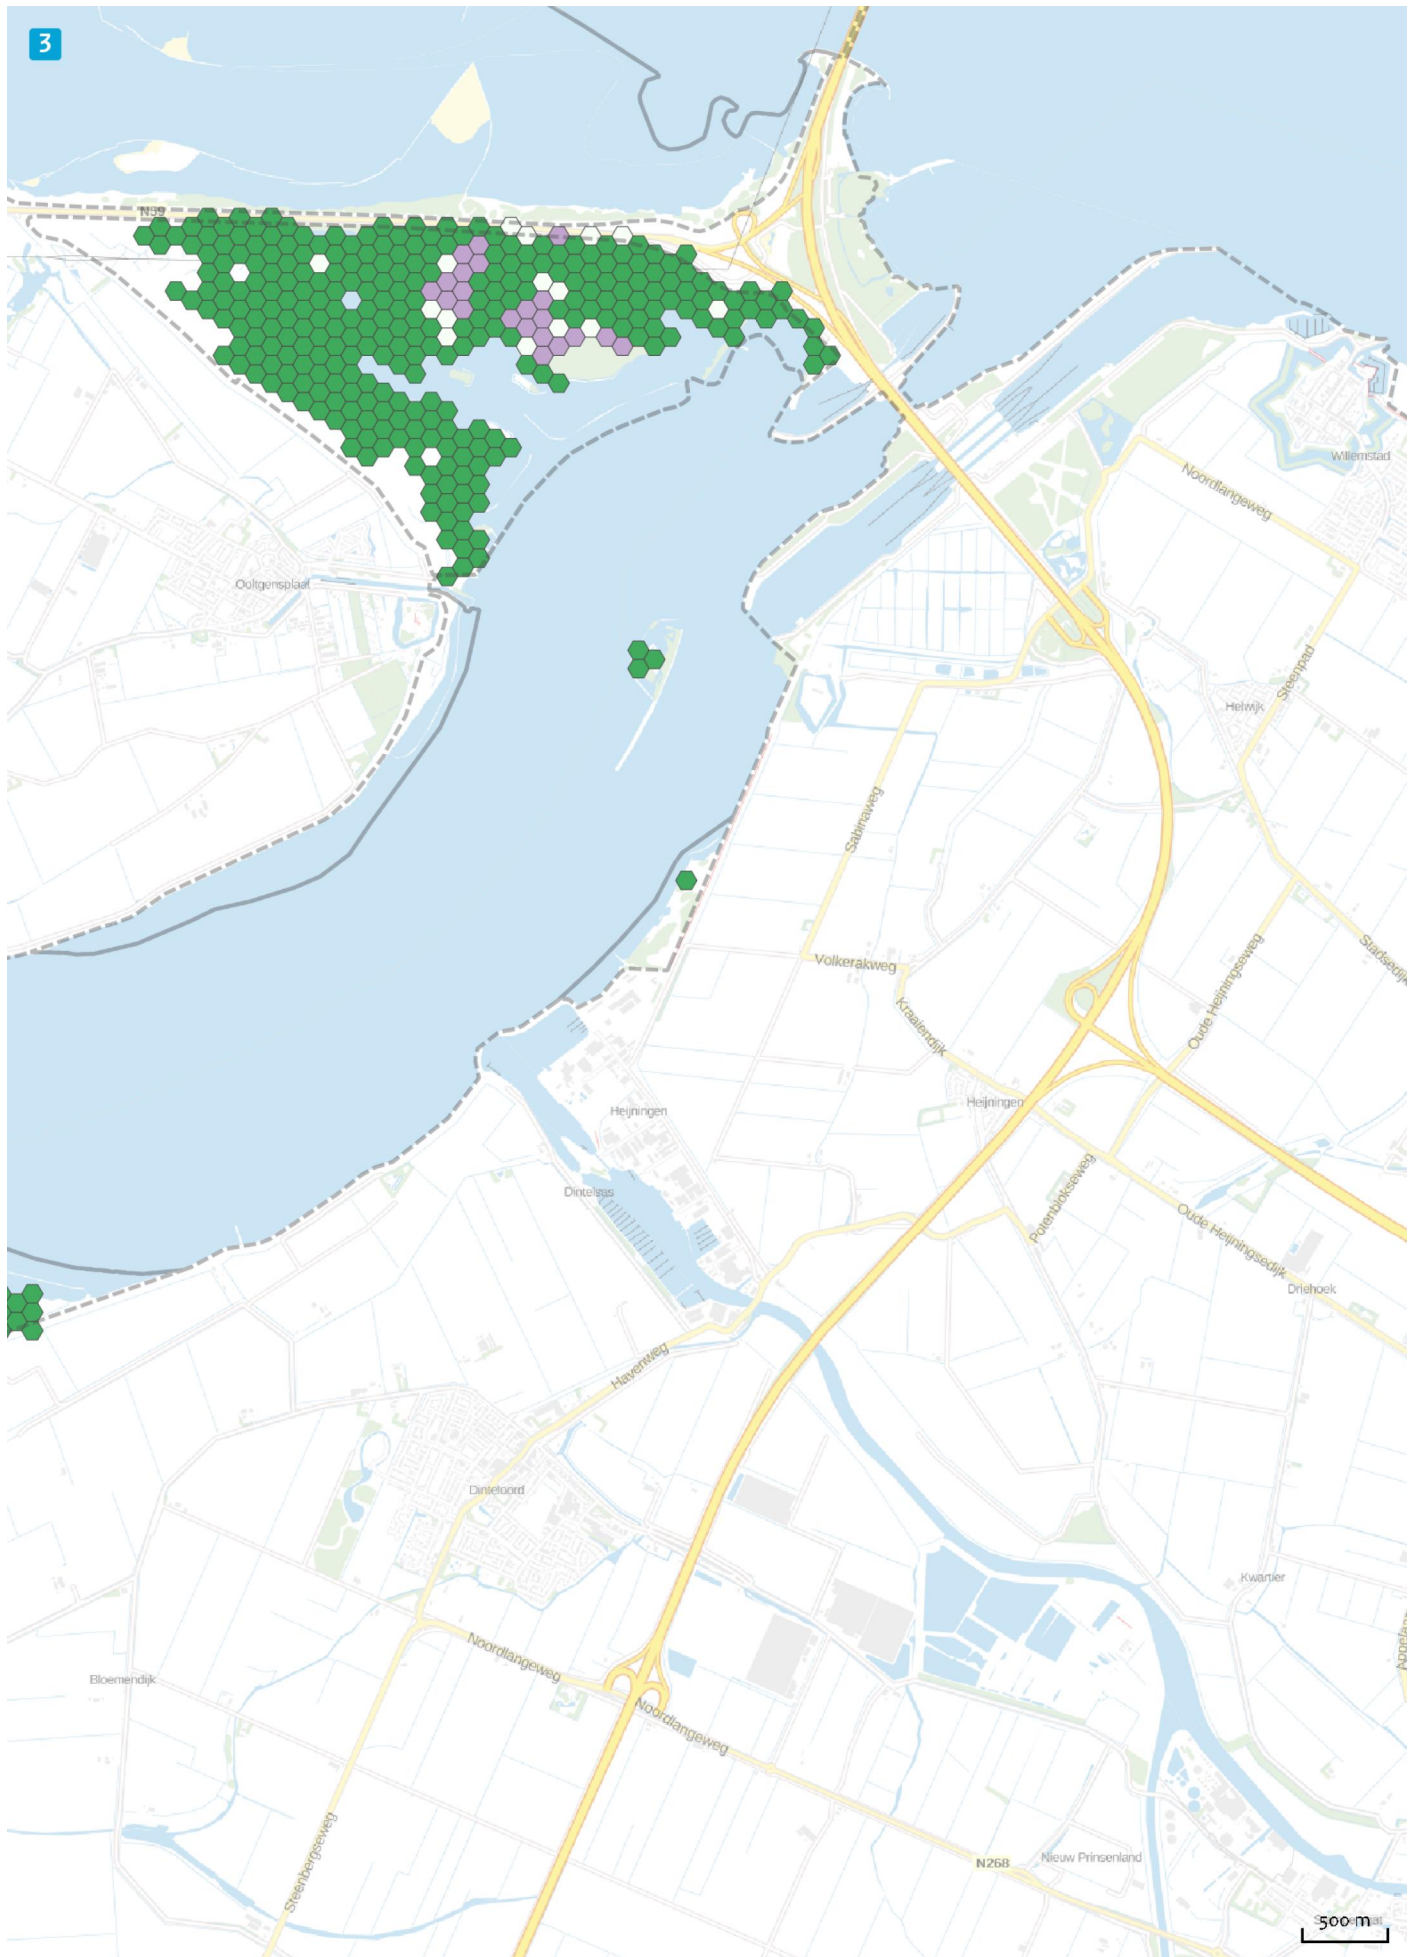 3
N59
Willemstad
Noordlangeweg
Ooltgensplaat
Steenpad
Helwijk
Sabinaweg
Volkerakweg
Stadsedijk
Oude Heijningseweg
Kraaiendijk
Heijningen
Heijningen
Dintelsas
Potenblokseweg
Oude Heijningsedijk
Driehoek
Havenweg
Dinteloord
Kwartier
Noordlangeweg
Bloemendijk
Noordlangeweg
Steenbergseweg
N268
Nieuw Prinsenland
500 m